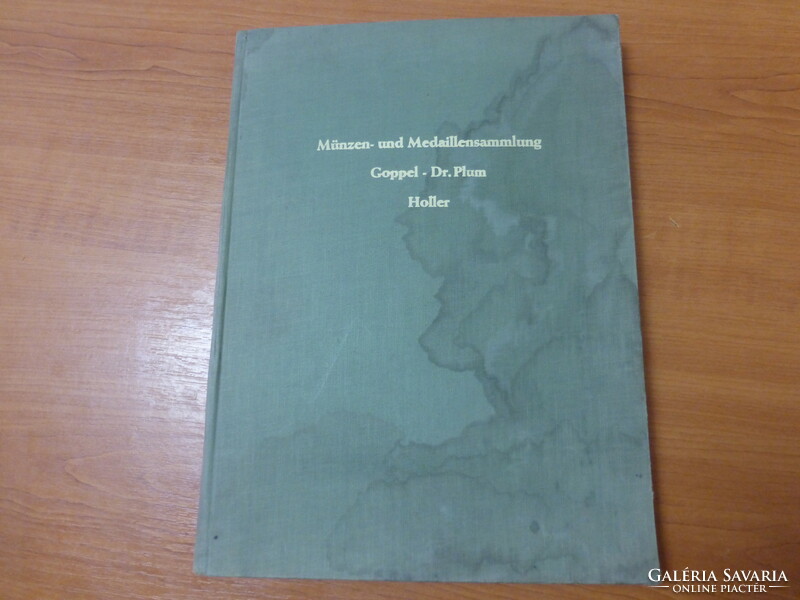 Münzen- und Medaillensammlung
Goppel - Dr. Plum
Holler
GALÉRIA SAVARIA
ONLINE PIACTÉR